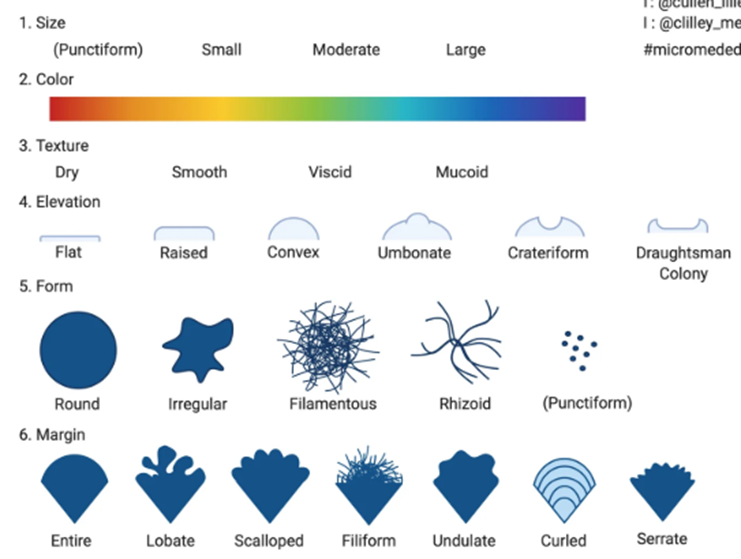 1. Size
(Punctiform) Small Moderate Large
I : @clilley_me
#micromeded
2. Color
3. Texture
Dry Smooth Viscid Mucoid
4. Elevation
Flat Raised Convex Umbonate Crateriform Draughtsman
Colony
5. Form
Round Irregular Filamentous Rhizoid (Punctiform)
6. Margin
Entire Lobate Scalloped Filiform Undulate Curled Serrate